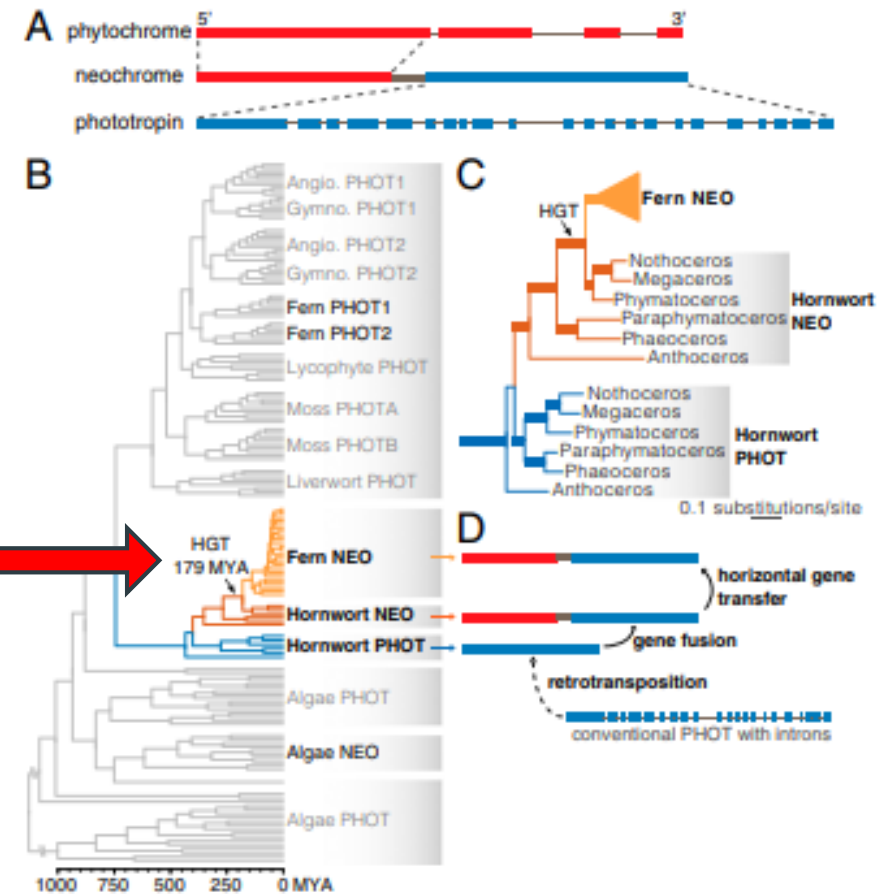 A
5' 3'
phytochrome
neochrome
phototropin
B
Angio. PHOT1
Gymno. PHOT1
Angio. PHOT2
Gymno. PHOT2
Fern PHOT1
Fern PHOT2
Lycophyte PHOT
Moss PHOTA
Moss PHOTB
Liverwort PHOT
HGT
179 MYA
Fern NEO
Hornwort NEO
Hornwort PHOT
Algae PHOT
Algae NEO
Algae PHOT
1000 750 500 250 0 MYA
C
HGT
Fern NEO
Nothoceros
Megaceros
Phymatoceros
Paraphymatoceros
Phaeoceros
Anthoceros
Hornwort
NEO
Nothoceros
Megaceros
Phymatoceros
Paraphymatoceros
Phaeoceros
Anthoceros
Hornwort
PHOT
0.1 substitutions/site
D
horizontal gene
transfer
gene fusion
retrotransposition
conventional PHOT with introns